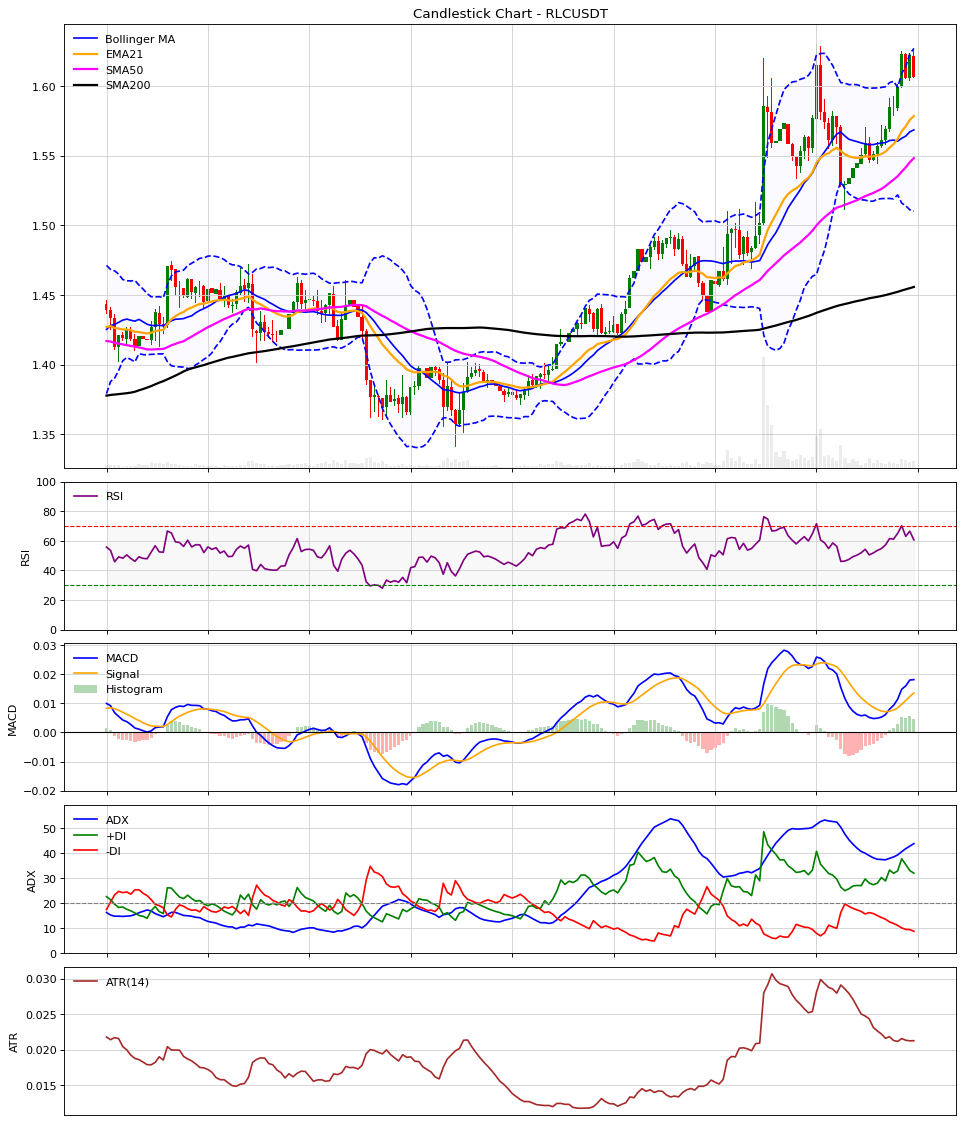 Candlestick Chart - RLCUSDT
Bollinger MA
EMA21
SMA50
SMA200
1.60
1.55
1.50
1.45
1.40
1.35
100
80
60
40
20
0
RSI
RSI
0.03
0.02
0.01
0.00
−0.01
−0.02
MACD
MACD
Signal
Histogram
50
40
30
20
10
0
ADX
ADX
+DI
-DI
0.030
0.025
0.020
0.015
ATR
ATR(14)